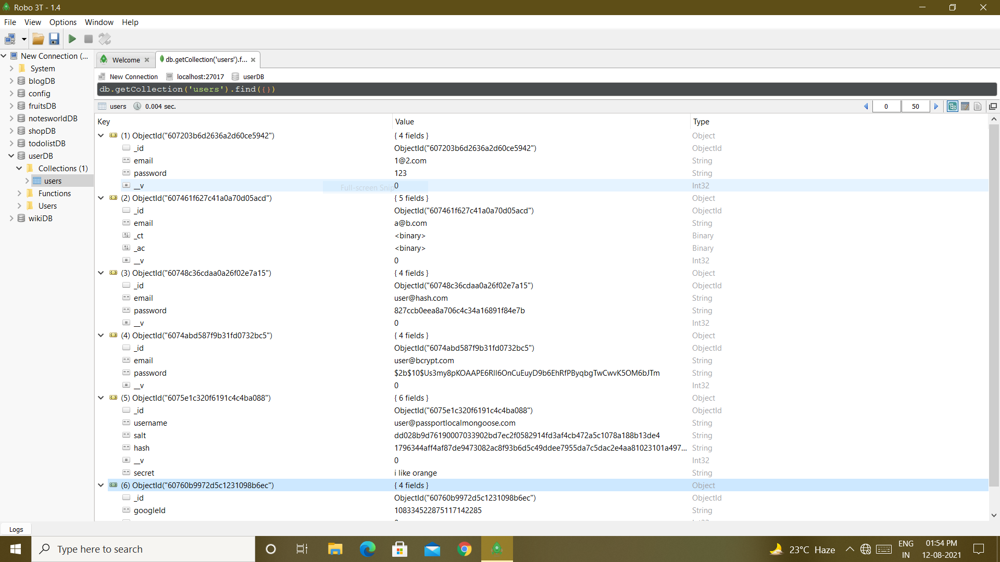 Robo 3T - 1.4
File View Options Window Help
New Connection (...
System
blogDB
config
fruitsDB
notesworldDB
shopDB
todolistDB
userDB
Collections (1)
users
Functions
Users
wikiDB
Welcome
db.getCollection('users').f...
New Connection localhost:27017 userDB
db.getCollection('users').find({})
users 0.004 sec. 0 50
Key Value Type
(1) ObjectId("607203b6d2636a2d60ce5942") { 4 fields } Object
_id ObjectId("607203b6d2636a2d60ce5942") ObjectId
email 1@2.com String
password 123 String
__v 0 Int32
Full-screen Snip
(2) ObjectId("607461f627c41a0a70d05acd") { 5 fields } Object
_id ObjectId("607461f627c41a0a70d05acd") ObjectId
email a@b.com String
_ct <binary> Binary
_ac <binary> Binary
__v 0 Int32
(3) ObjectId("60748c36cdaa0a26f02e7a15") { 4 fields } Object
_id ObjectId("60748c36cdaa0a26f02e7a15") ObjectId
email user@hash.com String
password 827ccb0eea8a706c4c34a16891f84e7b String
__v 0 Int32
(4) ObjectId("6074abd587f9b31fd0732bc5") { 4 fields } Object
_id ObjectId("6074abd587f9b31fd0732bc5") ObjectId
email user@bcrypt.com String
password $2b$10$Us3my8pKOAAPE6RIl6OnCuEuyD9b6EhRfPByqbgTwCwvK5OM6bJTm String
__v 0 Int32
(5) ObjectId("6075e1c320f6191c4c4ba088") { 6 fields } Object
_id ObjectId("6075e1c320f6191c4c4ba088") ObjectId
username user@passportlocalmongoose.com String
salt dd028b9d76190007033902bd7ec2f0582914fd3af4cb472a5c1078a188b13de4 String
hash 1796344aff4af87de9473082ac8f93b6d5c49ddee7955da7c5dac2e4aa81023101a497... String
__v 0 Int32
secret i like orange String
(6) ObjectId("60760b9972d5c1231098b6ec") { 4 fields } Object
_id ObjectId("60760b9972d5c1231098b6ec") ObjectId
googleId 108334522875117142285 String
Logs
Type here to search
23°C Haze
ENG
IN
01:54 PM
12-08-2021